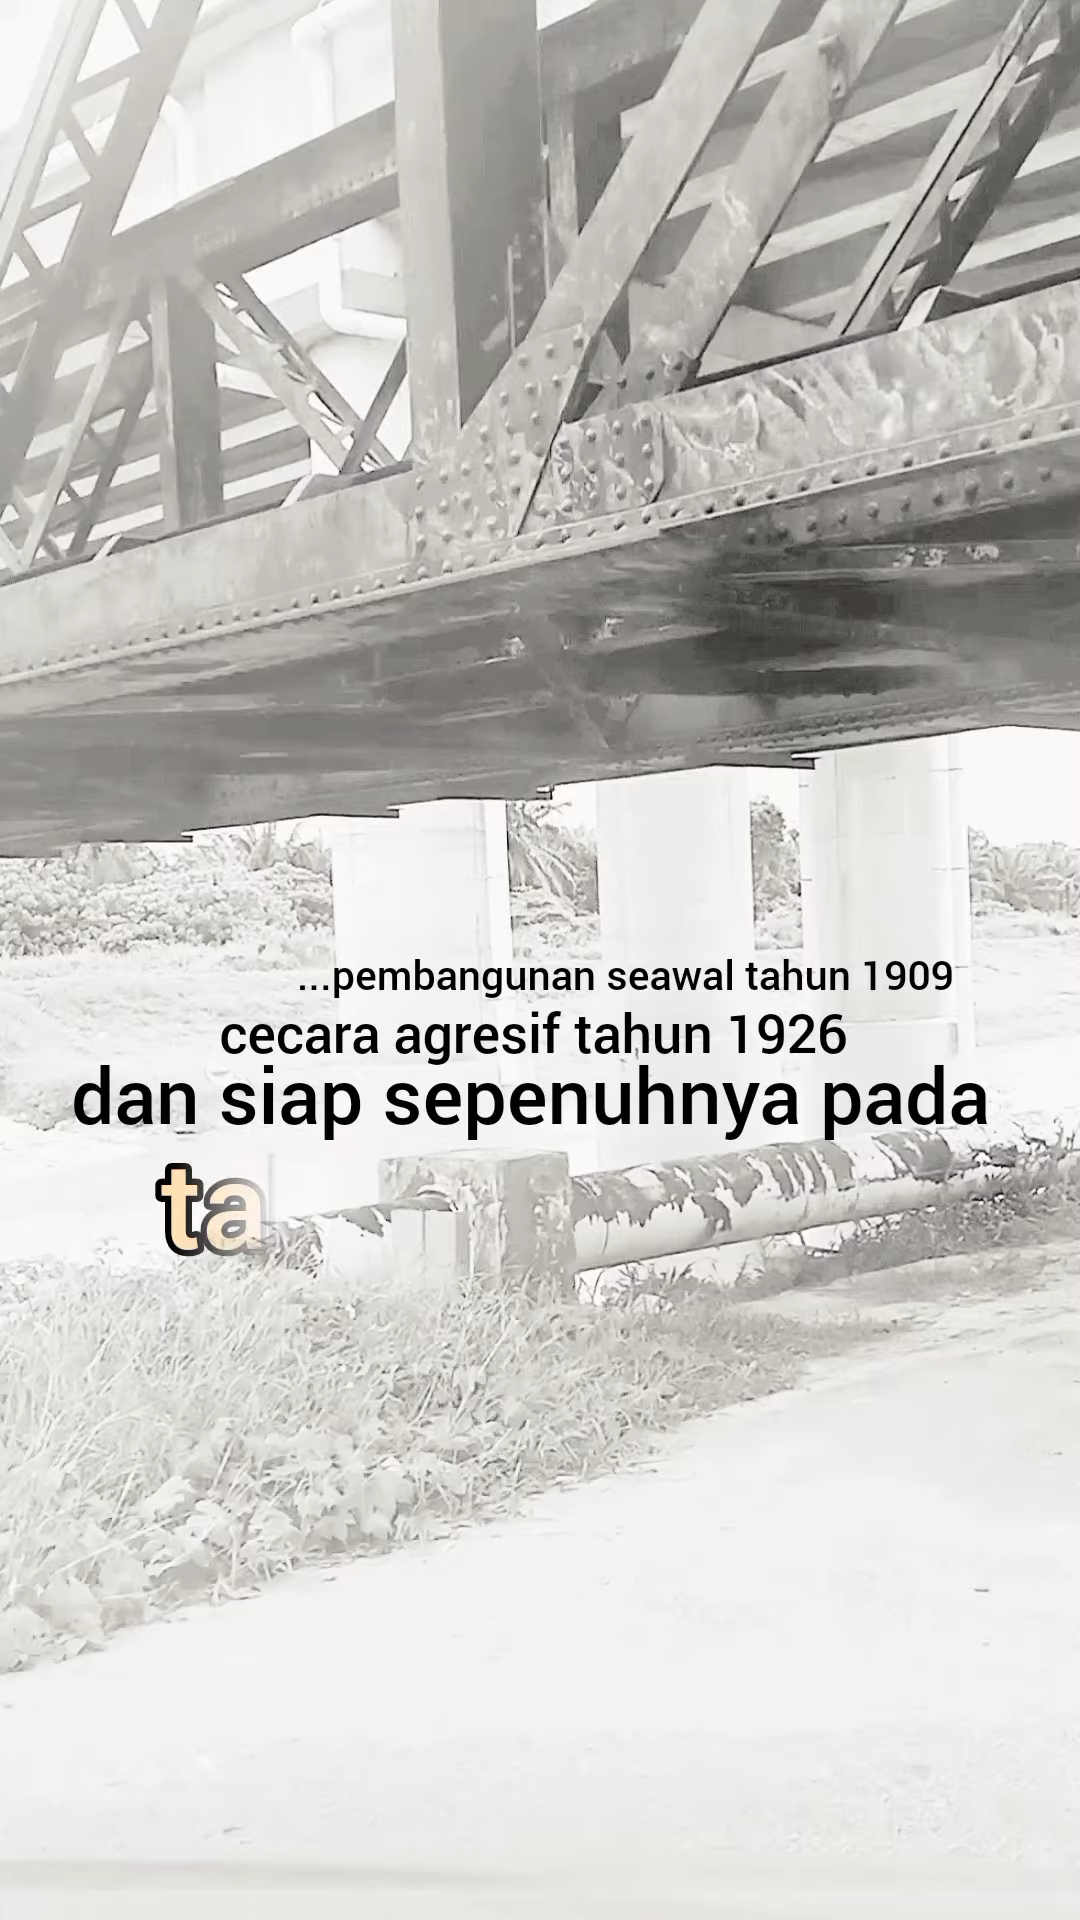 ...pembangunan seawal tahun 1909
cecara agresif tahun 1926
dan siap sepenuhnya pada
ta